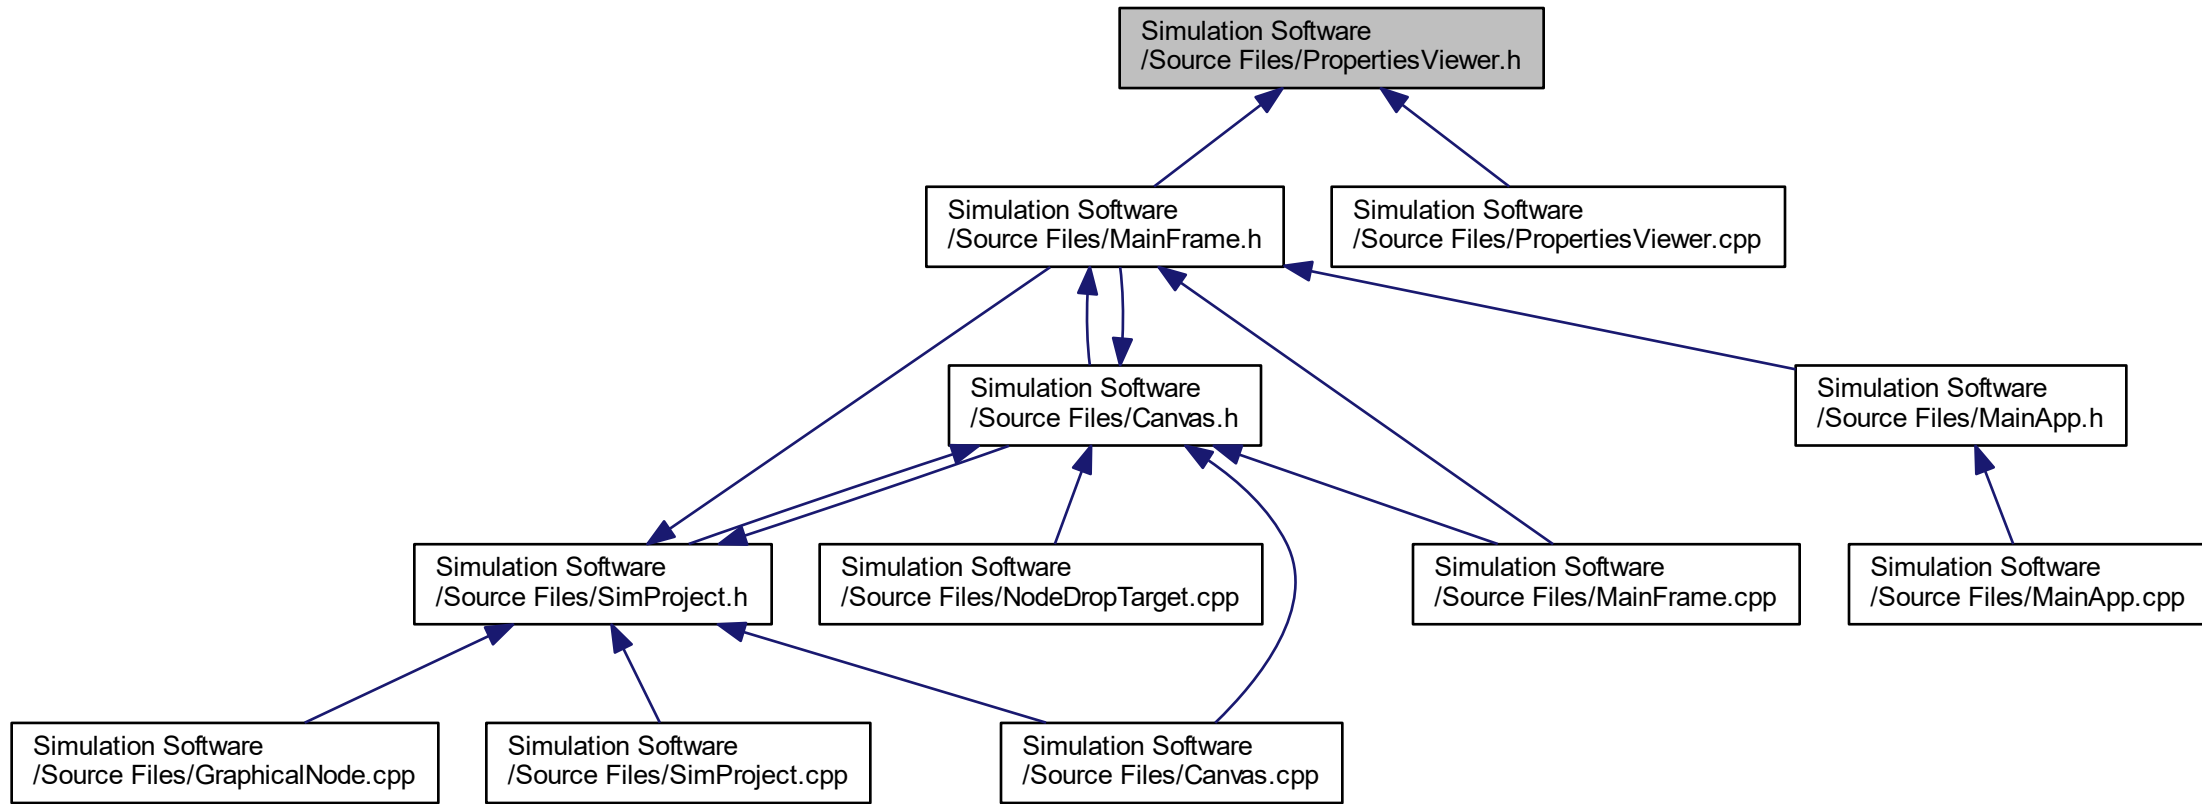 Simulation Software
/Source Files/PropertiesViewer.h
Simulation Software
/Source Files/MainFrame.h
Simulation Software
/Source Files/PropertiesViewer.cpp
Simulation Software
/Source Files/Canvas.h
Simulation Software
/Source Files/MainApp.h
Simulation Software
/Source Files/SimProject.h
Simulation Software
/Source Files/NodeDropTarget.cpp
Simulation Software
/Source Files/MainFrame.cpp
Simulation Software
/Source Files/MainApp.cpp
Simulation Software
/Source Files/GraphicalNode.cpp
Simulation Software
/Source Files/SimProject.cpp
Simulation Software
/Source Files/Canvas.cpp